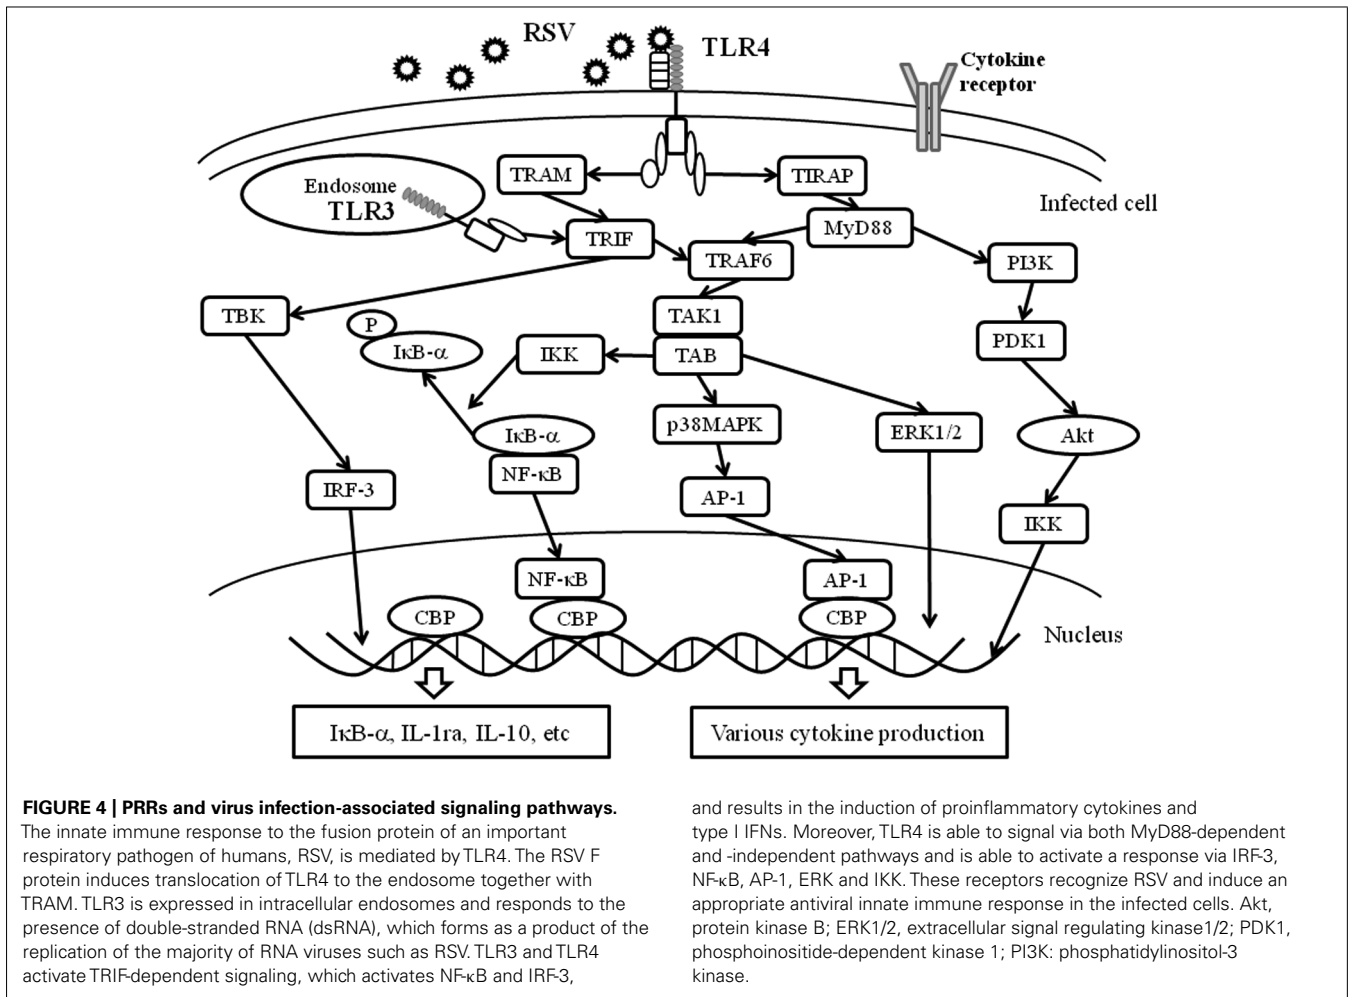 RSV
TLR4
Cytokine
receptor
TRAM
TIRAP
Endosome
TLR3
Infected cell
TRIF
MyD88
TRAF6
PI3K
TBK
TAK1
P
IκB-α
IKK
TAB
PDK1
IκB-α
p38MAPK
ERK1/2
Akt
NF-κB
IRF-3
AP-1
IKK
NF-κB
AP-1
CBP
CBP
CBP
Nucleus
IκB-α, IL-1ra, IL-10, etc
Various cytokine production
FIGURE 4 | PRRs and virus infection-associated signaling pathways.
The innate immune response to the fusion protein of an important
respiratory pathogen of humans, RSV, is mediated by TLR4. The RSV F
protein induces translocation of TLR4 to the endosome together with
TRAM. TLR3 is expressed in intracellular endosomes and responds to the
presence of double-stranded RNA (dsRNA), which forms as a product of the
replication of the majority of RNA viruses such as RSV. TLR3 and TLR4
activate TRIF-dependent signaling, which activates NF-κB and IRF-3,
and results in the induction of proinflammatory cytokines and
type I IFNs. Moreover, TLR4 is able to signal via both MyD88-dependent
and -independent pathways and is able to activate a response via IRF-3,
NF-κB, AP-1, ERK and IKK. These receptors recognize RSV and induce an
appropriate antiviral innate immune response in the infected cells. Akt,
protein kinase B; ERK1/2, extracellular signal regulating kinase1/2; PDK1,
phosphoinositide-dependent kinase 1; PI3K: phosphatidylinositol-3
kinase.